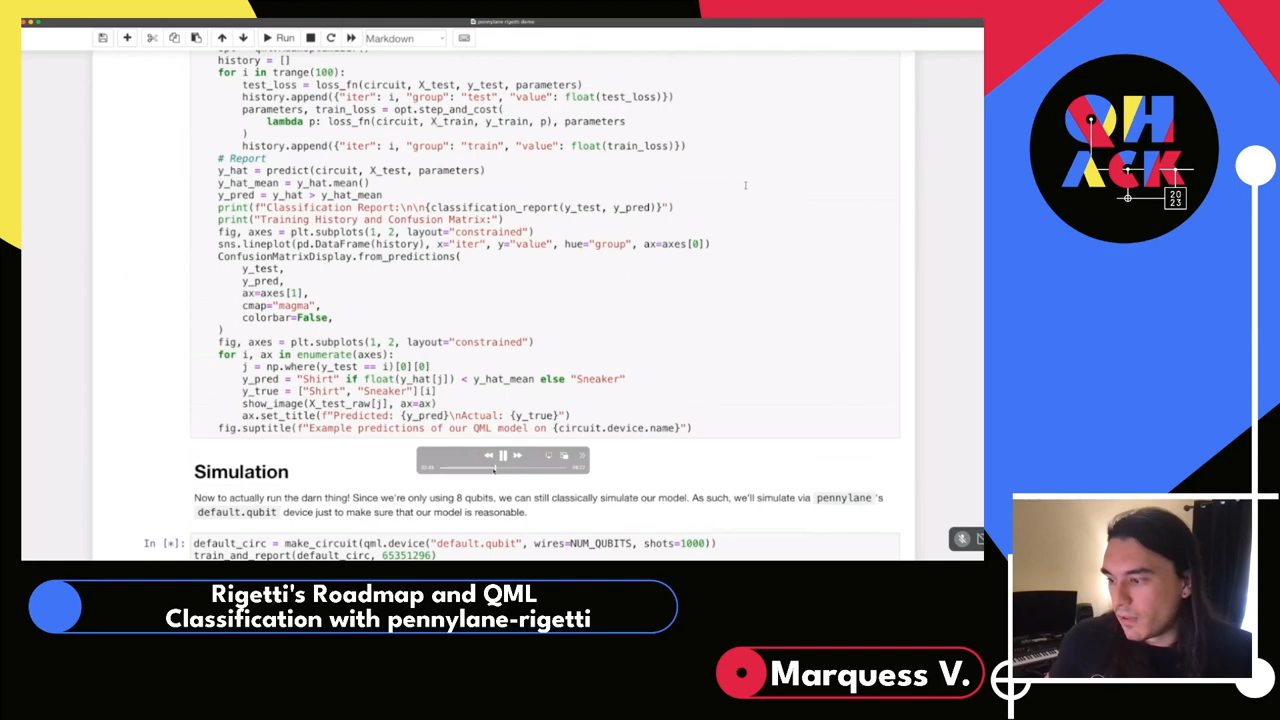 pennylane rigetti demo
Run
Markdown
history = []
for i in trange(100):
test_loss = loss_fn(circuit, X_test, y_test, parameters)
history.append({"iter": i, "group": "test", "value": float(test_loss)})
parameters, train_loss = opt.step_and_cost(
lambda p: loss_fn(circuit, X_train, y_train, p), parameters
)
history.append({"iter": i, "group": "train", "value": float(train_loss)})
# Report
y_hat = predict(circuit, X_test, parameters)
y_hat_mean = y_hat.mean()
y_pred = y_hat > y_hat_mean
print(f"Classification Report:\n\n{classification_report(y_test, y_pred)}")
print("Training History and Confusion Matrix:")
fig, axes = plt.subplots(1, 2, layout="constrained")
sns.lineplot(pd.DataFrame(history), x="iter", y="value", hue="group", ax=axes[0])
ConfusionMatrixDisplay.from_predictions(
y_test,
y_pred,
ax=axes[1],
cmap="magma",
colorbar=False,
)
fig, axes = plt.subplots(1, 2, layout="constrained")
for i, ax in enumerate(axes):
j = np.where(y_test == i)[0][0]
y_pred = "Shirt" if float(y_hat[j]) < y_hat_mean else "Sneaker"
y_true = ["Shirt", "Sneaker"][i]
show_image(X_test_raw[j], ax=ax)
ax.set_title(f"Predicted: {y_pred}\nActual: {y_true}")
fig.suptitle(f"Example predictions of our QML model on {circuit.device.name}")
Simulation
Now to actually run the darn thing! Since we're only using 8 qubits, we can still classically simulate our model. As such, we'll simulate via pennylane 's
default.qubit device just to make sure that our model is reasonable.
In [*]: default_circ = make_circuit(qml.device("default.qubit", wires=NUM_QUBITS, shots=1000))
train_and_report(default_circ, 65351296)
QH
ACK
20
23
Rigetti's Roadmap and QML
Classification with pennylane-rigetti
Marquess V.